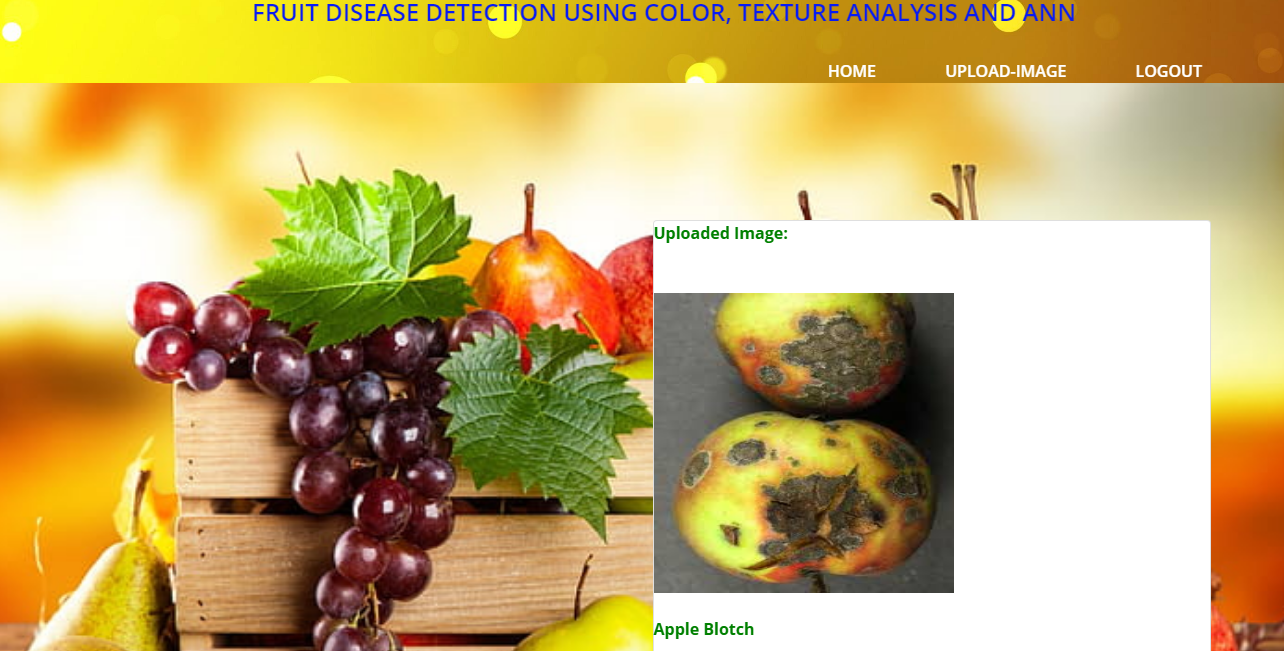 FRUIT DISEASE DETECTION USING COLOR, TEXTURE ANALYSIS AND ANN
HOME UPLOAD-IMAGE LOGOUT
Uploaded Image:
Apple Blotch